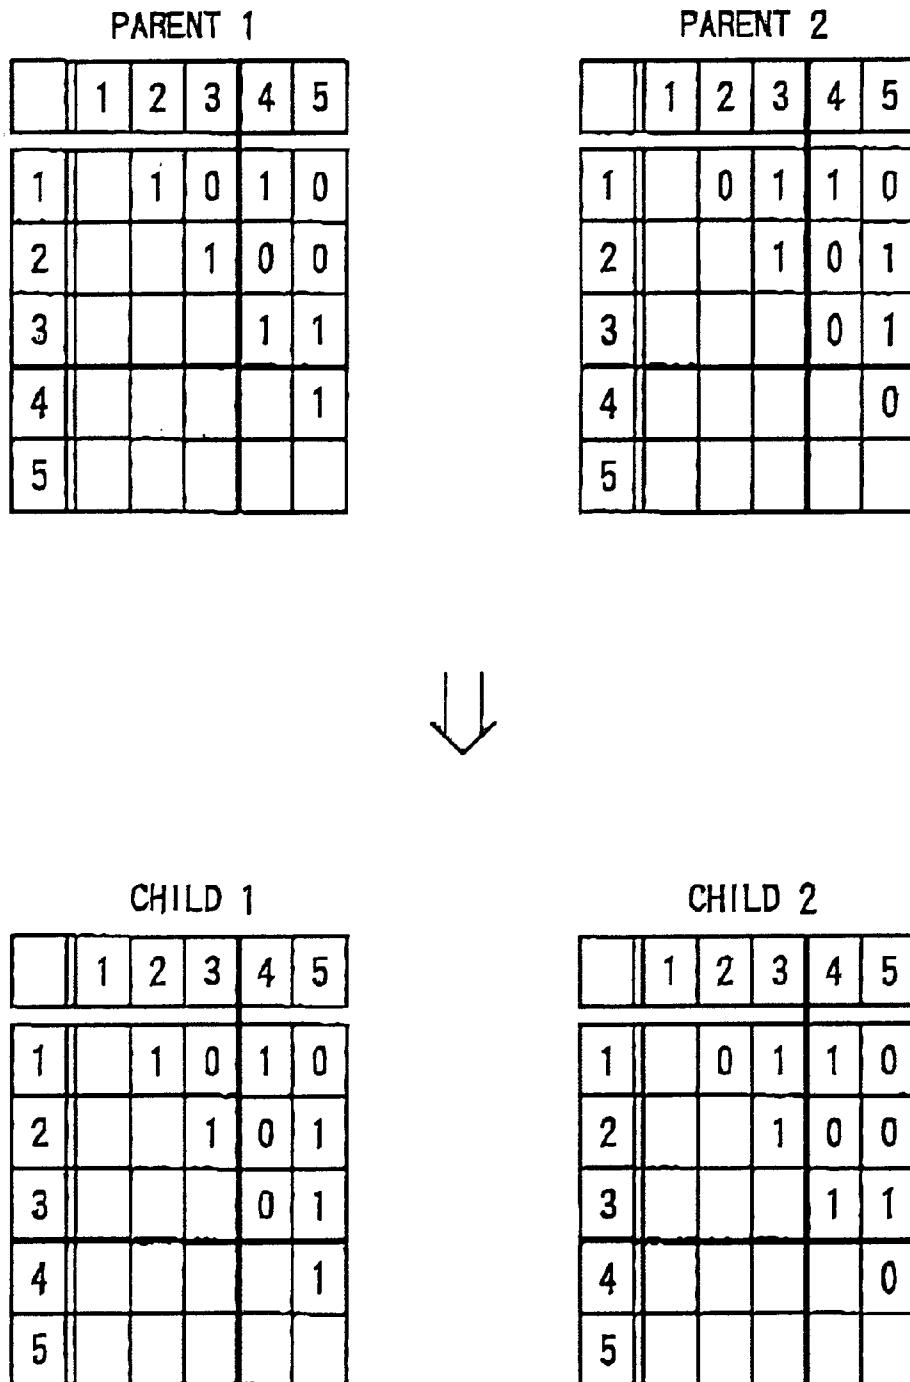 PARENT 1 PARENT 2
1 2 3 4 5 1 2 3 4 5
1 1 0 1 0 1 0 1 1 0
2 1 0 0 2 1 0 1
3 1 1 3 0 1
4 1 4 0
5 5
CHILD 1 CHILD 2
1 2 3 4 5 1 2 3 4 5
1 1 0 1 0 1 0 1 1 0
2 1 0 1 2 1 0 0
3 0 1 3 1 1
4 1 4 0
5 5